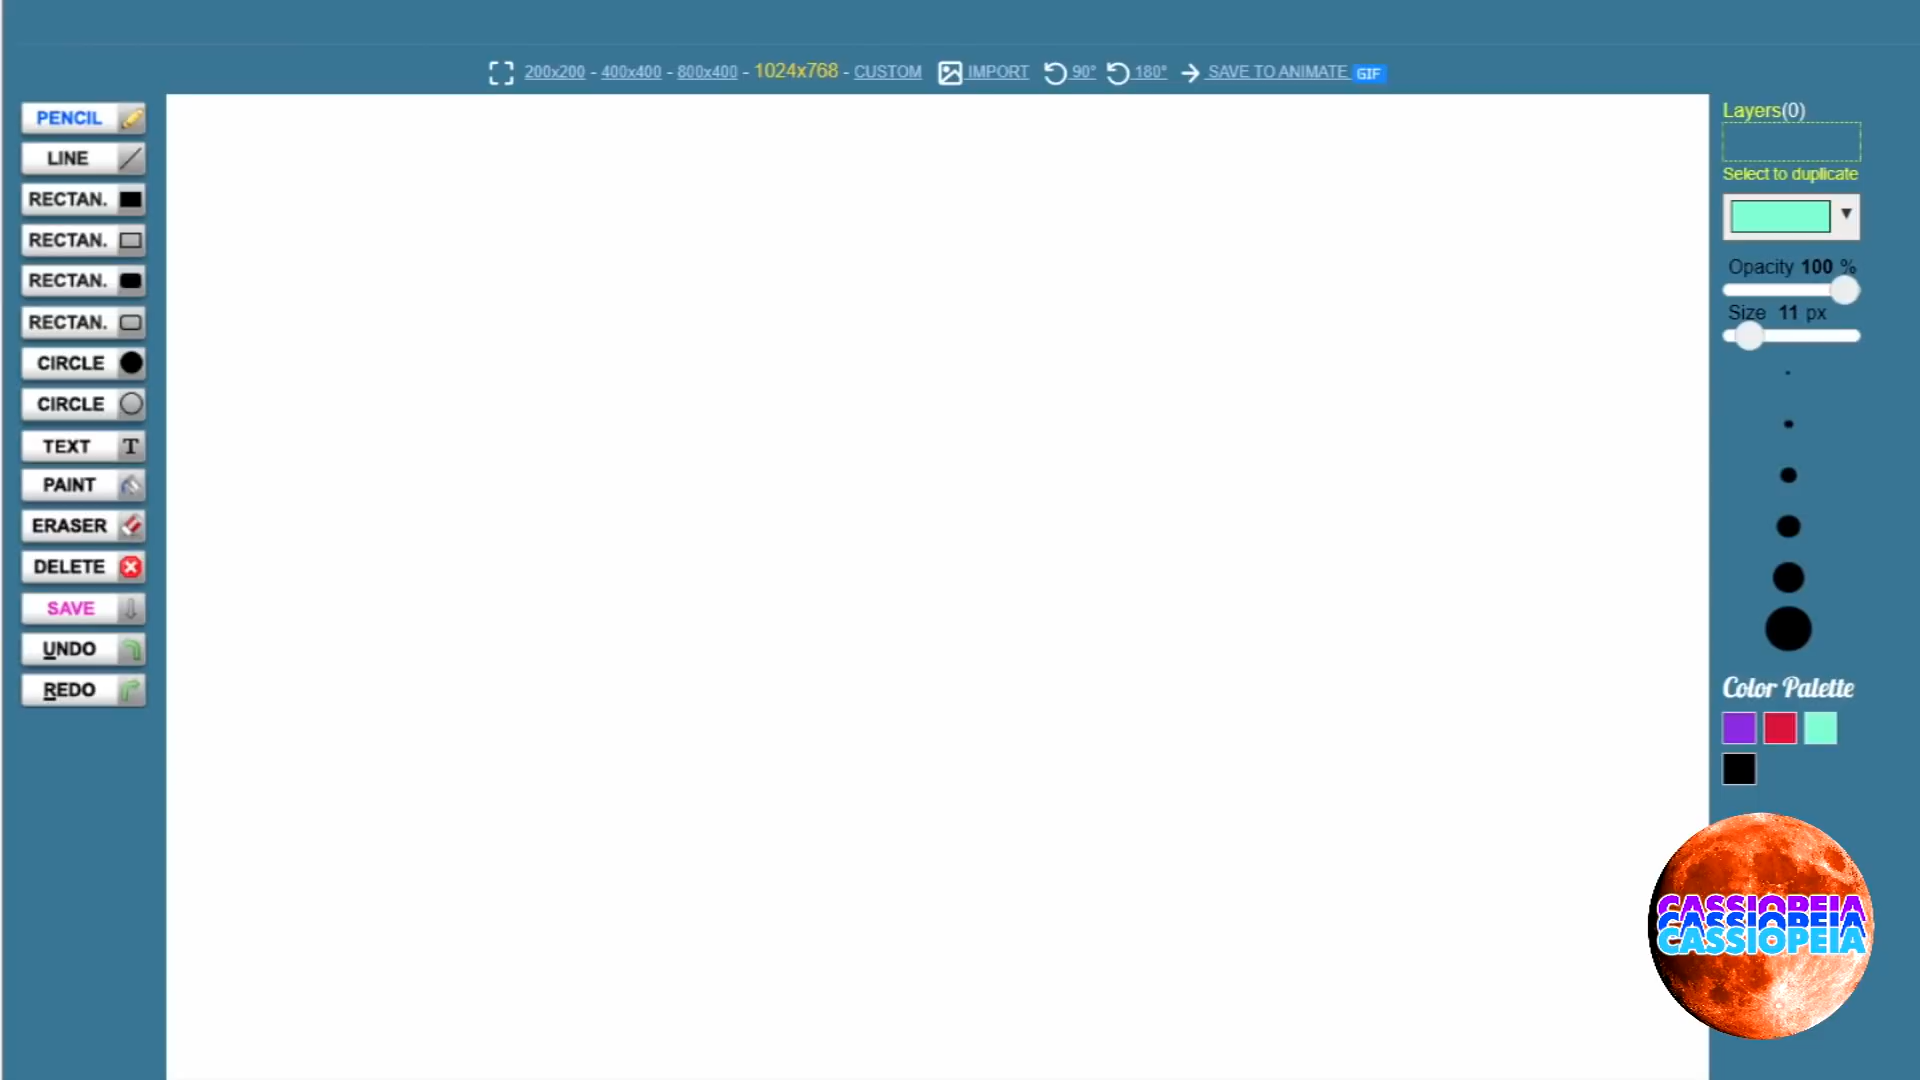 200x200 - 400x400 - 800x400 - 1024x768 - CUSTOM IMPORT 90° 180° SAVE TO ANIMATE GIF
PENCIL
LINE
RECTAN.
RECTAN.
RECTAN.
RECTAN.
CIRCLE
CIRCLE
TEXT T
PAINT
ERASER
DELETE
SAVE
UNDO
REDO
Layers(0)
Select to duplicate
Opacity 100 %
Size 11 px
Color Palette
CASSIOPEIA
CASSIOPEIA
CASSIOPEIA